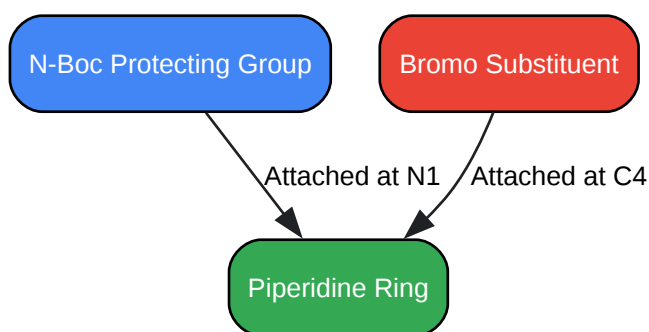 N-Boc Protecting Group
Bromo Substituent
Attached at N1
Attached at C4
Piperidine Ring